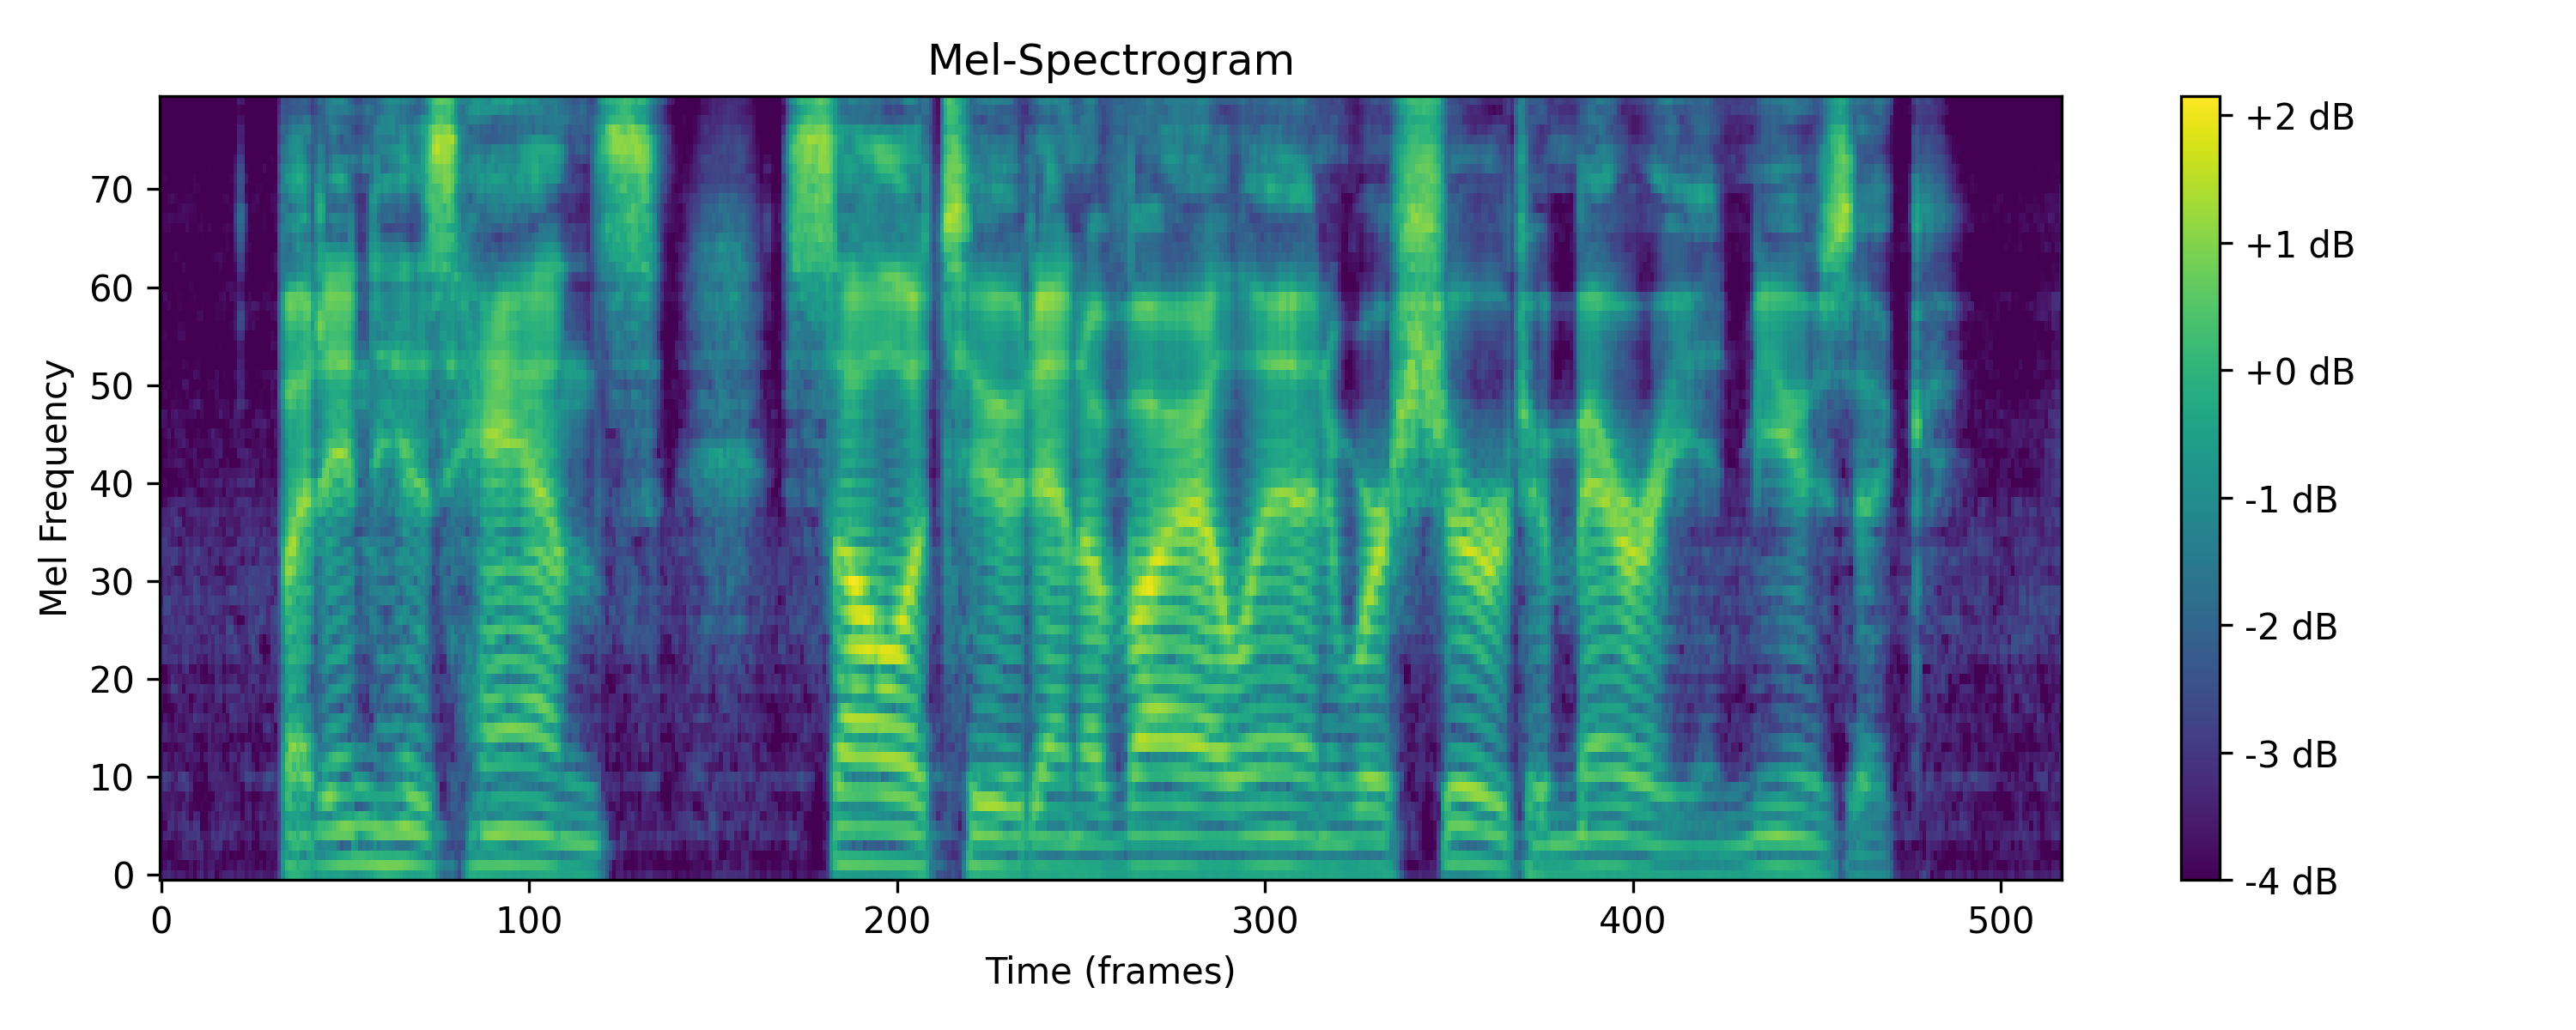 Mel-Spectrogram
Mel Frequency
70
60
50
40
30
20
10
0
0 100 200 300 400 500
Time (frames)
+2 dB
+1 dB
+0 dB
-1 dB
-2 dB
-3 dB
-4 dB